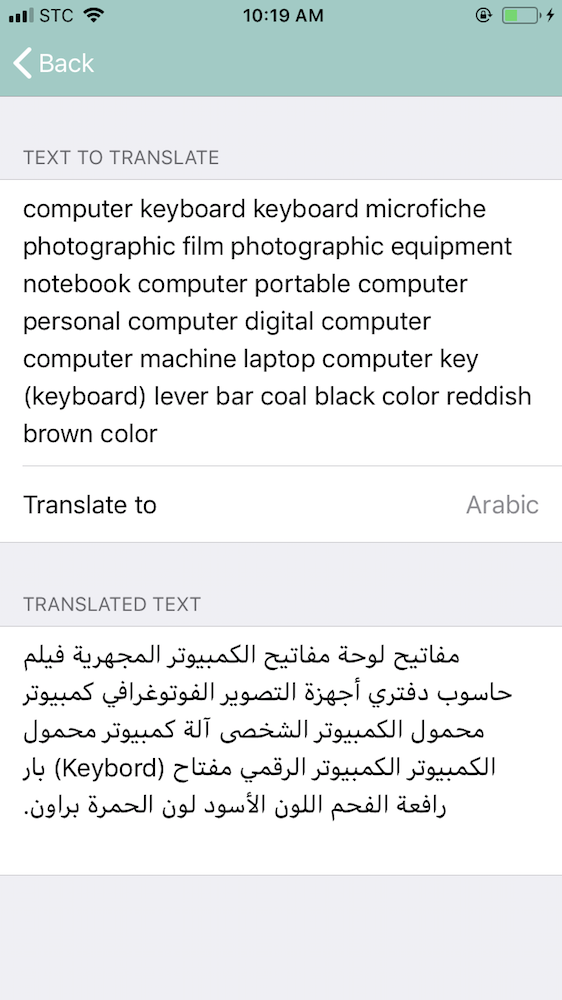 STC 10:19 AM
Back
TEXT TO TRANSLATE
computer keyboard keyboard microfiche
photographic film photographic equipment
notebook computer portable computer
personal computer digital computer
computer machine laptop computer key
(keyboard) lever bar coal black color reddish
brown color
Translate to Arabic
TRANSLATED TEXT
مفاتيح لوحة مفاتيح الكمبيوتر المجهرية فيلم
حاسوب دفتري أجهزة التصوير الفوتوغرافي كمبيوتر
محمول الكمبيوتر الشخصى آلة كمبيوتر محمول
الكمبيوتر الكمبيوتر الرقمي مفتاح (Keybord) بار
رافعة الفحم اللون الأسود لون الحمرة براون.